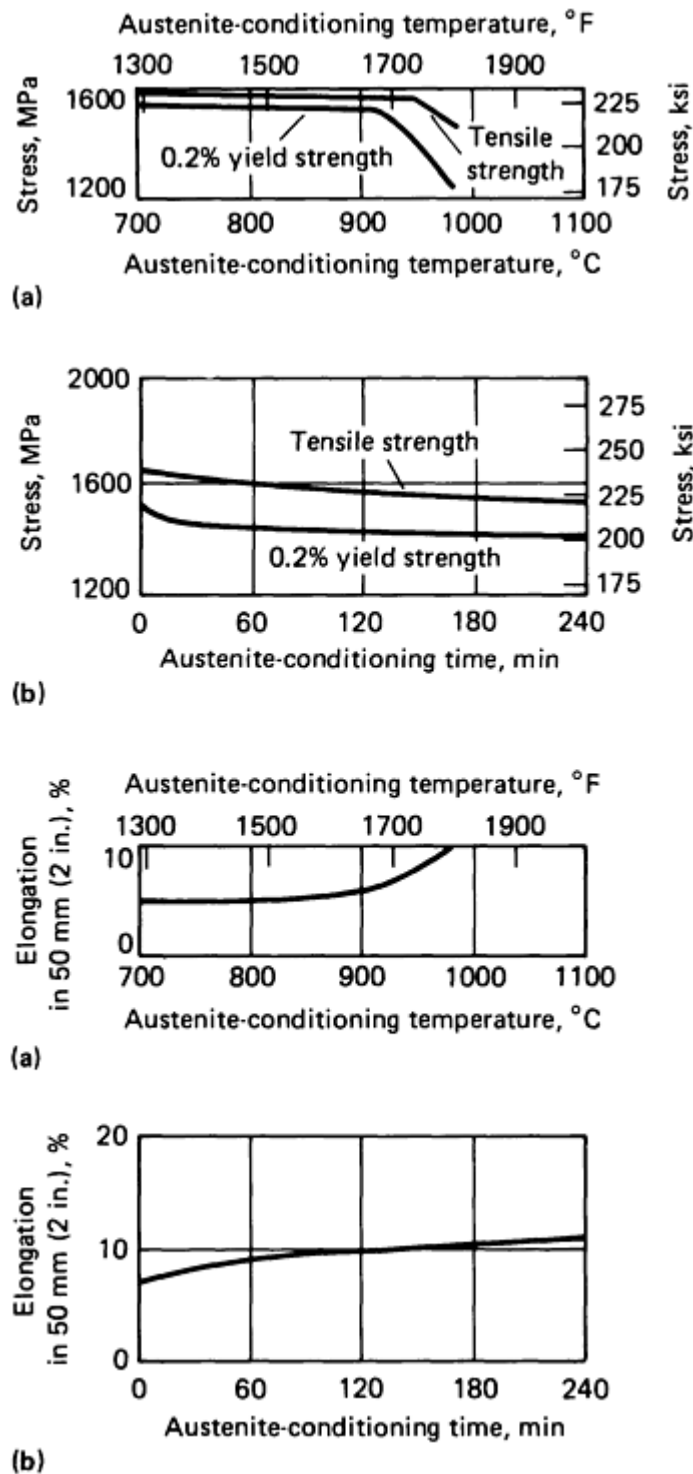 Austenite-conditioning temperature, °F
1300 1500 1700 1900
Stress, MPa
1600
1200
0.2% yield strength
Tensile
strength
225
200
175
Stress, ksi
700 800 900 1000 1100
Austenite-conditioning temperature, °C
(a)
Stress, MPa
2000
1600
1200
Tensile strength
0.2% yield strength
275
250
225
200
175
Stress, ksi
0 60 120 180 240
Austenite-conditioning time, min
(b)
Austenite-conditioning temperature, °F
1300 1500 1700 1900
Elongation
in 50 mm (2 in.), %
10
0
700 800 900 1000 1100
Austenite-conditioning temperature, °C
(a)
Elongation
in 50 mm (2 in.), %
20
10
0
0 60 120 180 240
Austenite-conditioning time, min
(b)